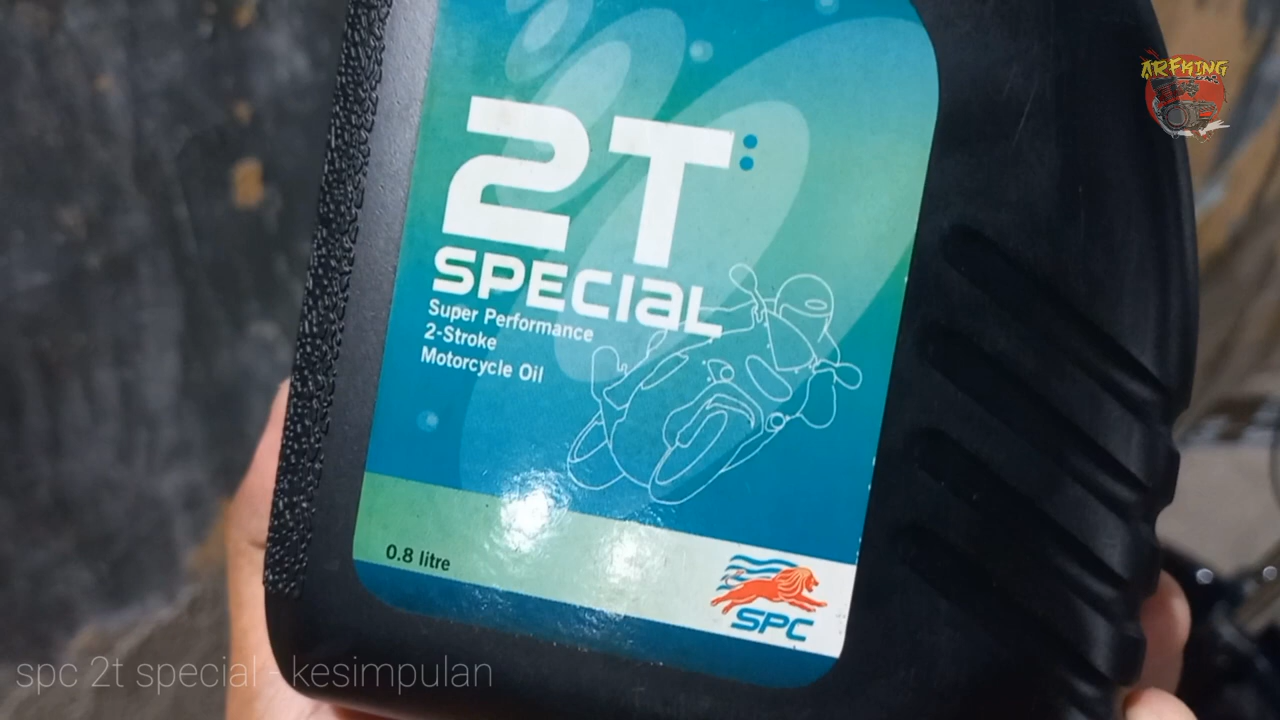 ARFKING
2T
SPECIAL
Super Performance
2-Stroke
Motorcycle Oil
0.8 litre
SPC
spc 2t special - kesimpulan